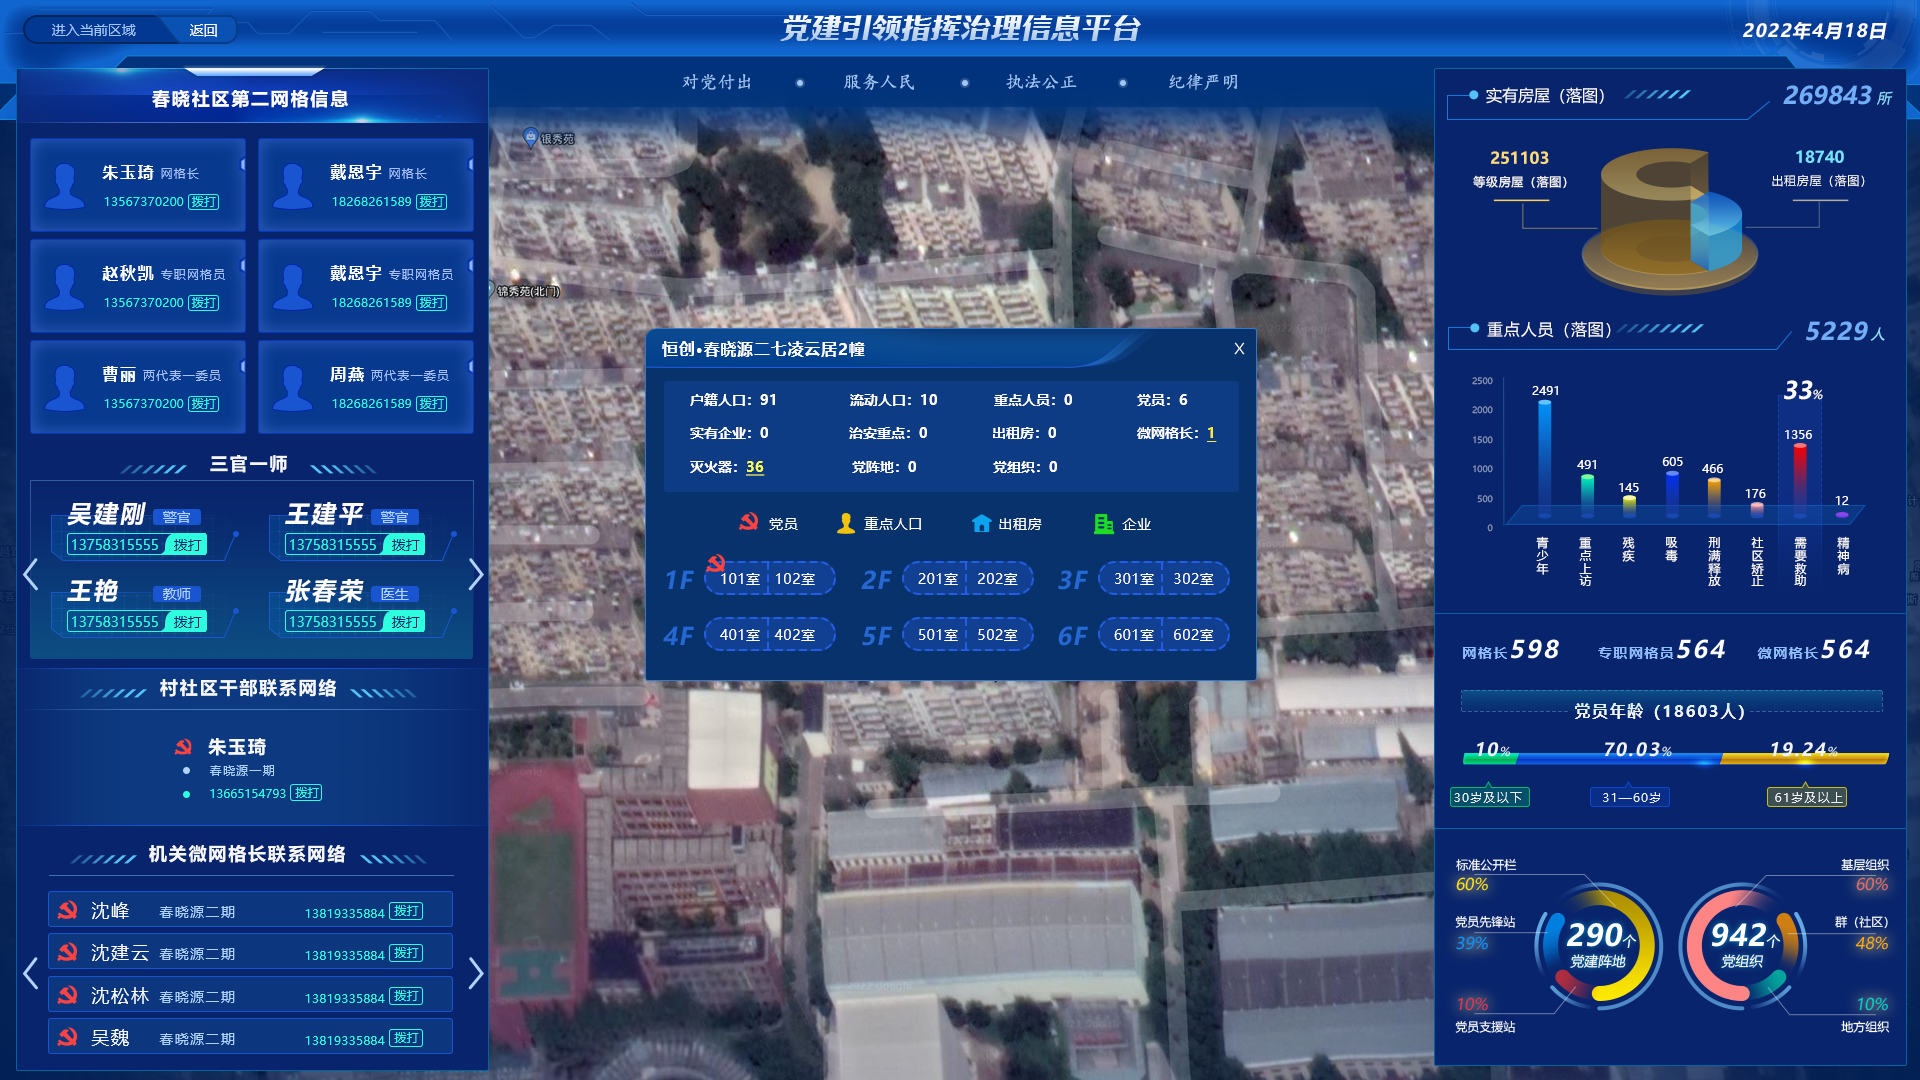 进入当前区域
返回
党建引领指挥治理信息平台
2022年4月18日
对党付出
服务人民
执法公正
纪律严明
春晓社区第二网格信息
朱玉琦 网格长
13567370200 拨打
戴恩宇 网格长
18268261589 拨打
赵秋凯 专职网格员
13567370200 拨打
戴恩宇 专职网格员
18268261589 拨打
曹丽 两代表一委员
13567370200 拨打
周燕 两代表一委员
18268261589 拨打
三官一师
吴建刚 警官
13758315555 拨打
王建平 警官
13758315555 拨打
王艳 教师
13758315555 拨打
张春荣 医生
13758315555 拨打
村社区干部联系网络
朱玉琦
春晓源一期
13665154793 拨打
机关微网格长联系网络
沈峰 春晓源二期 13819335884 拨打
沈建云 春晓源二期 13819335884 拨打
沈松林 春晓源二期 13819335884 拨打
吴魏 春晓源二期 13819335884 拨打
银秀苑
锦秀苑(北门)
恒创•春晓源二七凌云居2幢
X
户籍人口：91 流动人口：10 重点人员：0 党员：6
实有企业：0 治安重点：0 出租房：0 微网格长：1
灭火器：36 党阵地：0 党组织：0
党员 重点人口 出租房 企业
1F 101室 102室 2F 201室 202室 3F 301室 302室
4F 401室 402室 5F 501室 502室 6F 601室 602室
实有房屋（落图）
269843 所
251103
等级房屋（落图）
18740
出租房屋（落图）
重点人员（落图）
5229 人
2500
2000
1500
1000
500
0
2491
491
145
605
466
176
33%
1356
12
青少年
重点上访
残疾
吸毒
刑满释放
社区矫正
需要救助
精神病
网格长598 专职网格员564 微网格长564
党员年龄（18603人）
10% 70.03% 19.24%
30岁及以下 31—60岁 61岁及以上
标准公开栏
60%
党员先锋站
39%
10%
党员支援站
290个
党建阵地
942个
党组织
基层组织
60%
群（社区）
48%
10%
地方组织